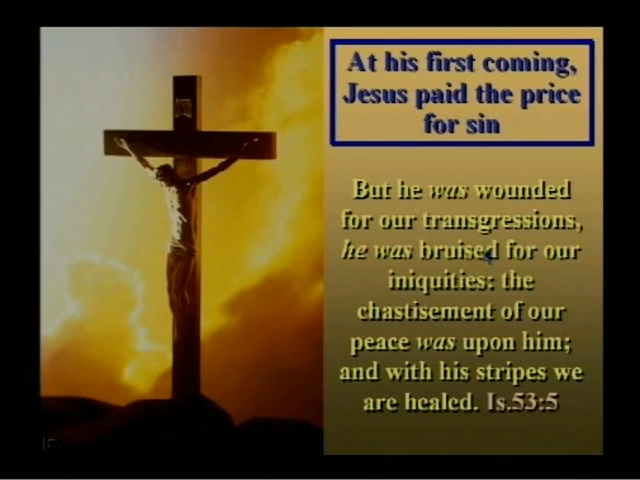 At his first coming,
Jesus paid the price
for sin
But he was wounded
for our transgressions,
he was bruised for our
iniquities: the
chastisement of our
peace was upon him;
and with his stripes we
are healed. Is.53:5